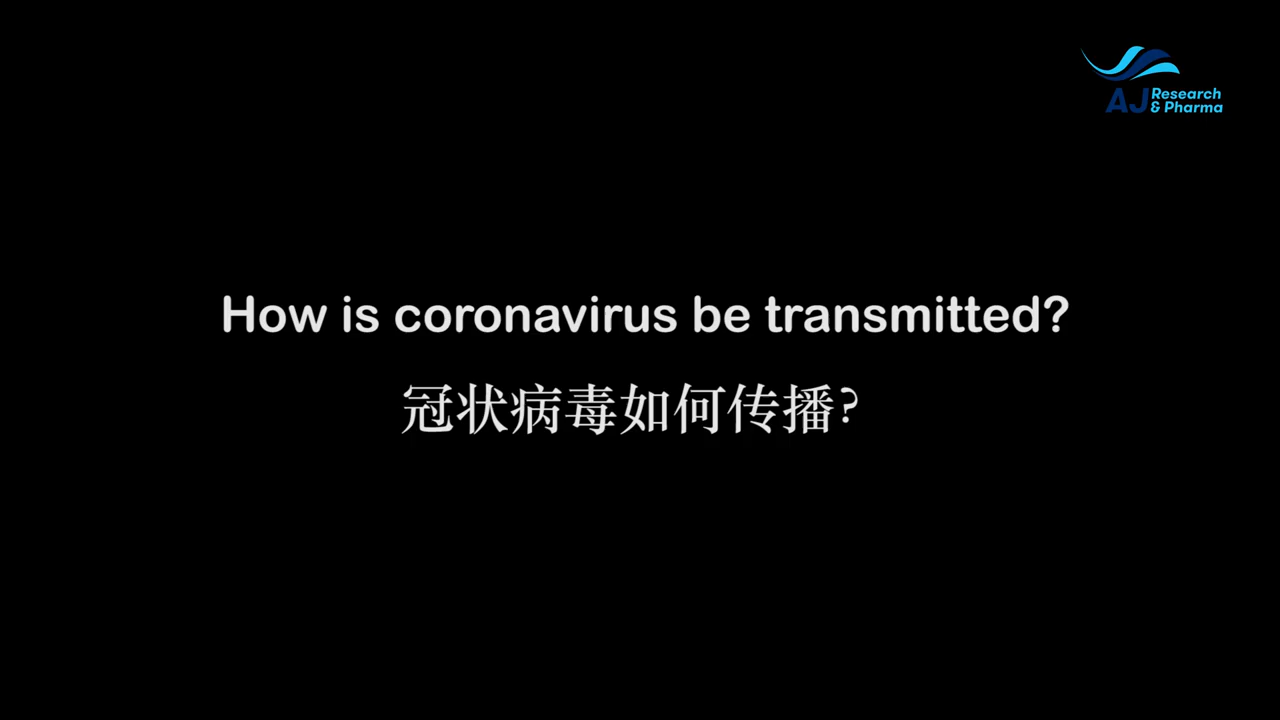 AJ Research
& Pharma
How is coronavirus be transmitted?
冠状病毒如何传播?